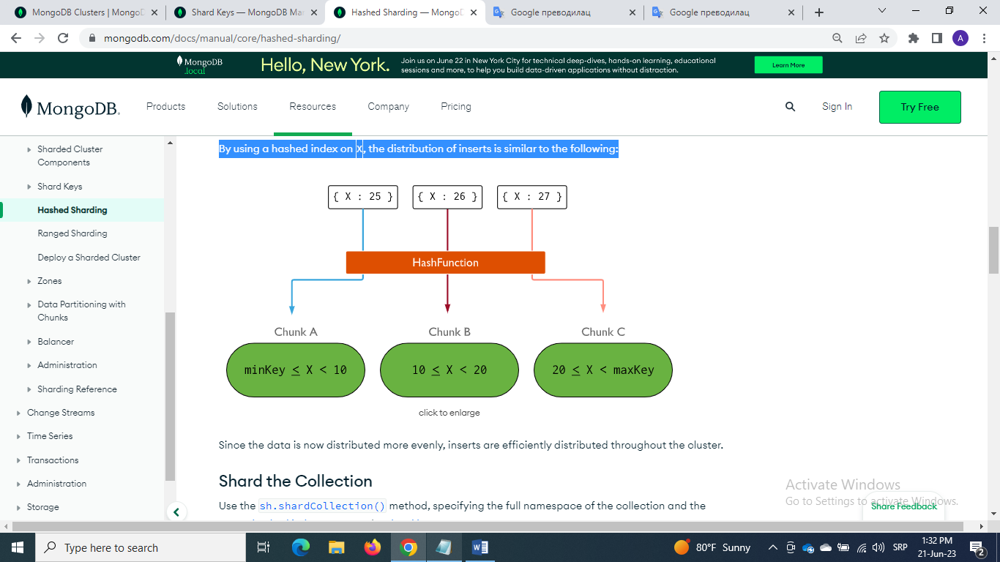 MongoDB Clusters | MongoD
Shard Keys — MongoDB Ma
Hashed Sharding — Mongo
Google преводилац
Google преводилац
mongodb.com/docs/manual/core/hashed-sharding/
A
MongoDB
.local
Hello, New York.
Join us on June 22 in New York City for technical deep-dives, hands-on learning, educational
sessions and more, to help you build data-driven applications without distraction.
Learn More
MongoDB.
Products
Solutions
Resources
Company
Pricing
Sign In
Try Free
Sharded Cluster
Components
Shard Keys
Hashed Sharding
Ranged Sharding
Deploy a Sharded Cluster
Zones
Data Partitioning with
Chunks
Balancer
Administration
Sharding Reference
Change Streams
Time Series
Transactions
Administration
Storage
By using a hashed index on X, the distribution of inserts is similar to the following:
{ X : 25 }
{ X : 26 }
{ X : 27 }
HashFunction
Chunk A
Chunk B
Chunk C
minKey ≤ X < 10
10 ≤ X < 20
20 ≤ X < maxKey
click to enlarge
Since the data is now distributed more evenly, inserts are efficiently distributed throughout the cluster.
Shard the Collection
Use the sh.shardCollection() method, specifying the full namespace of the collection and the
Activate Windows
Go to Settings to activate Windows.
Share Feedback
Type here to search
80°F Sunny
SRP
1:32 PM
21-Jun-23
2